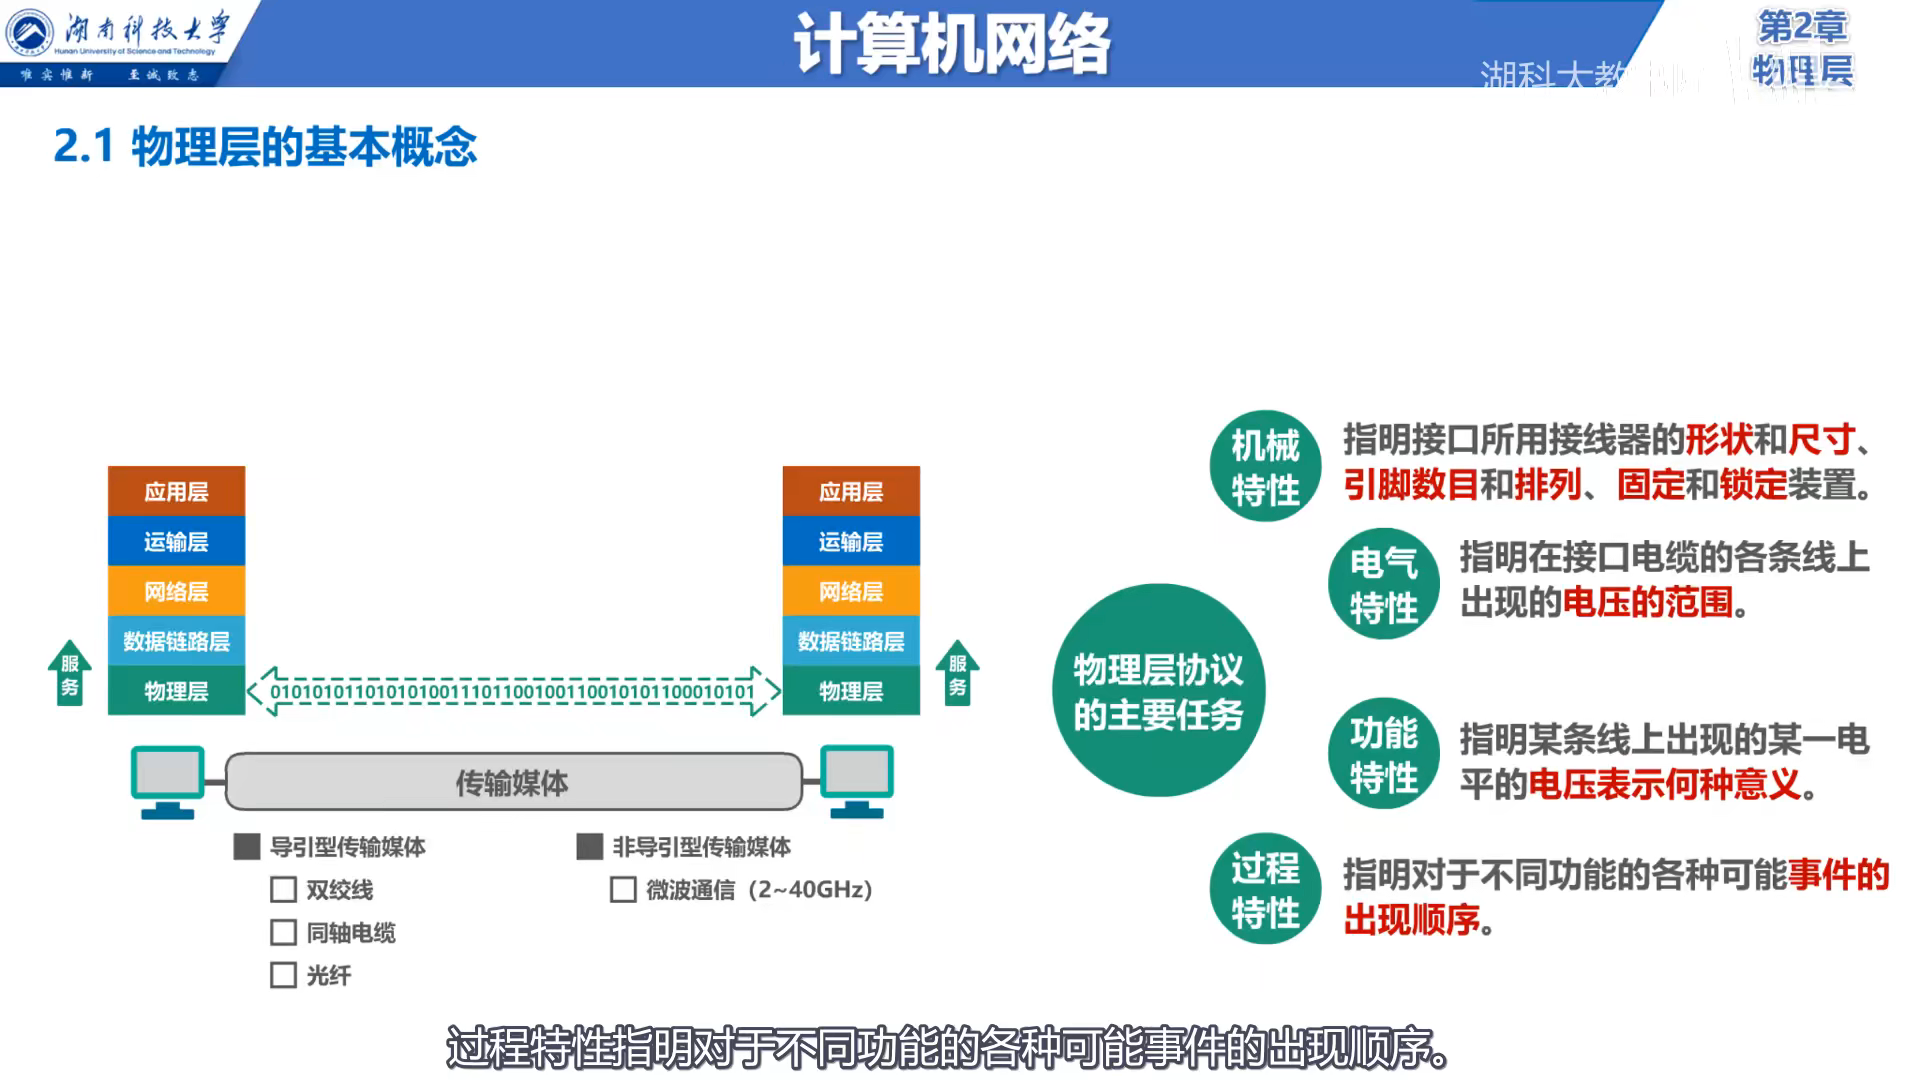 湖南科技大学
Human University of Science and Technology
唯实惟新 至诚致志
计算机网络
第2章
物理层
湖科大教
2.1 物理层的基本概念
应用层
运输层
网络层
数据链路层
物理层
服务
010101011010101001110110010011001010110001010​1
应用层
运输层
网络层
数据链路层
物理层
服务
传输媒体
导引型传输媒体
双绞线
同轴电缆
光纤
非导引型传输媒体
微波通信（2~40GHz）
物理层协议
的主要任务
机械
特性
指明接口所用接线器的形状和尺寸、
引脚数目和排列、固定和锁定装置。
电气
特性
指明在接口电缆的各条线上
出现的电压的范围。
功能
特性
指明某条线上出现的某一电
平的电压表示何种意义。
过程
特性
指明对于不同功能的各种可能事件的
出现顺序。
过程特性指明对于不同功能的各种可能事件的出现顺序。